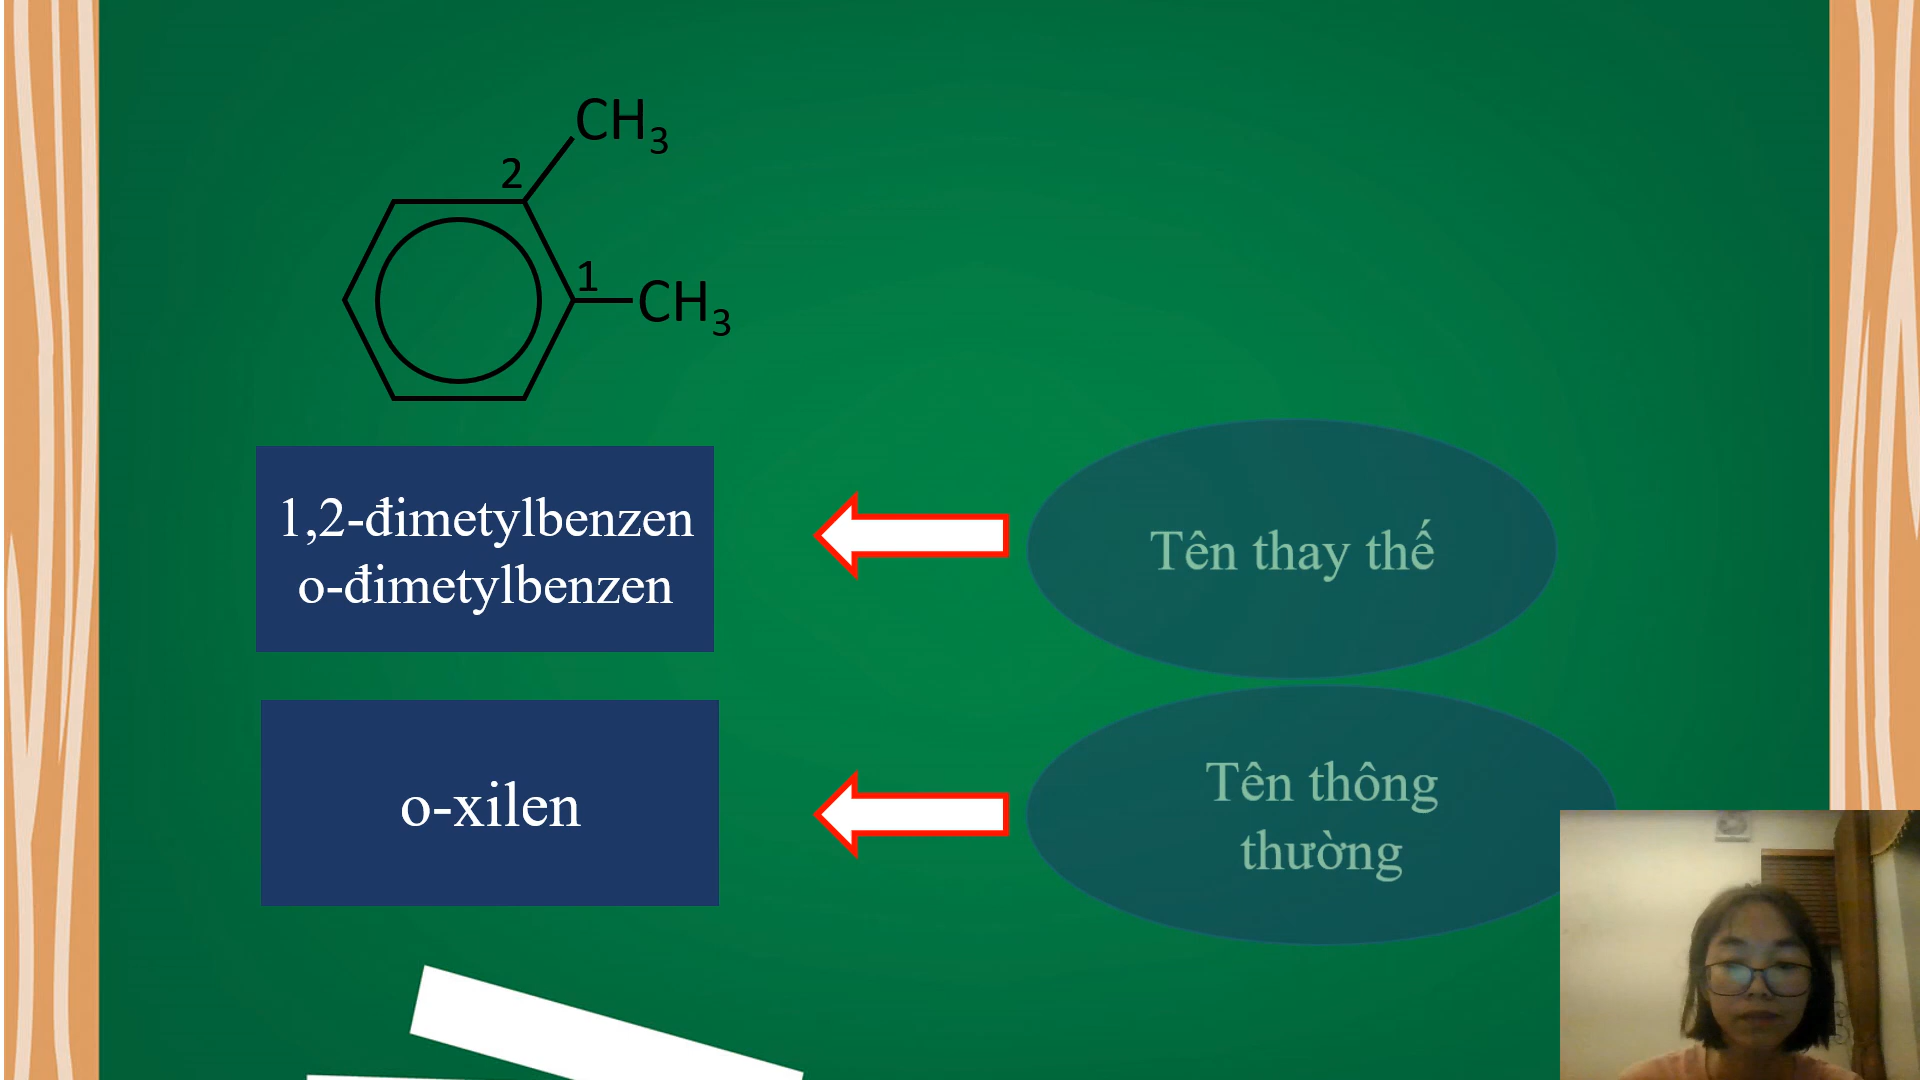 CH₃
2
1
CH₃
1,2-đimetylbenzen
o-đimetylbenzen
Tên thay thế
o-xilen
Tên thông
thường